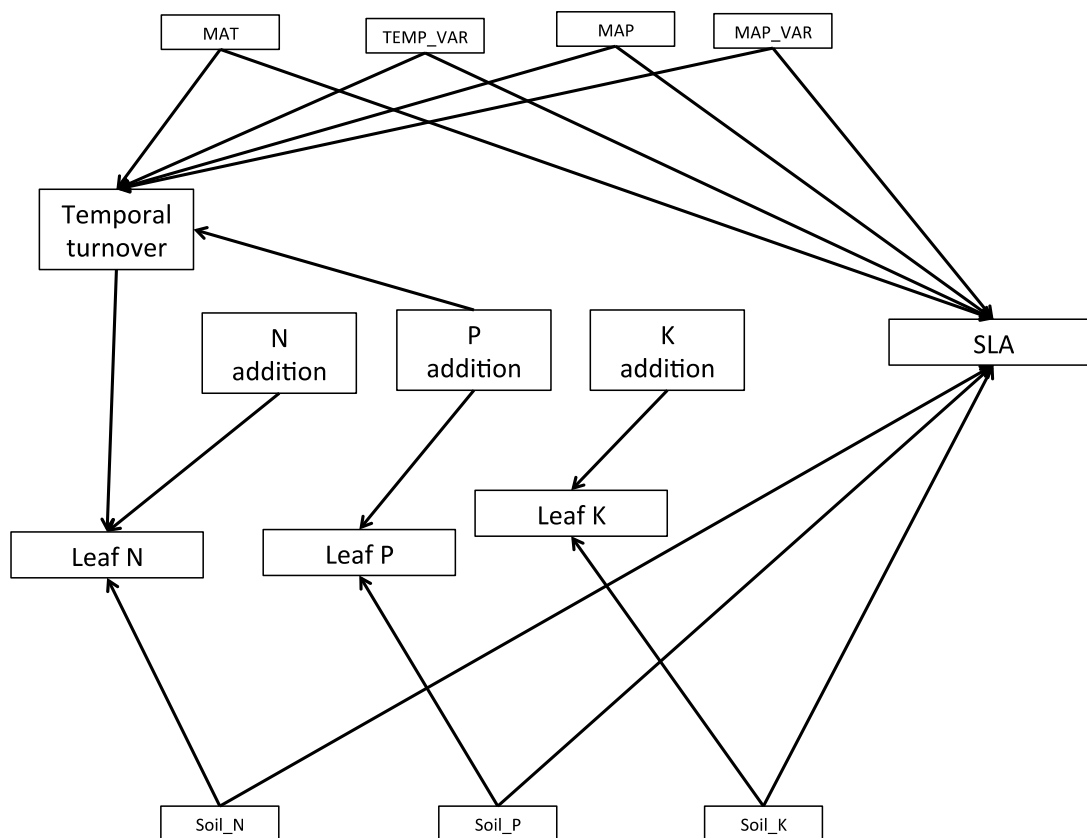 MAT
TEMP_VAR
MAP
MAP_VAR
Temporal
turnover
N
addition
P
addition
K
addition
SLA
Leaf N
Leaf P
Leaf K
Soil_N
Soil_P
Soil_K